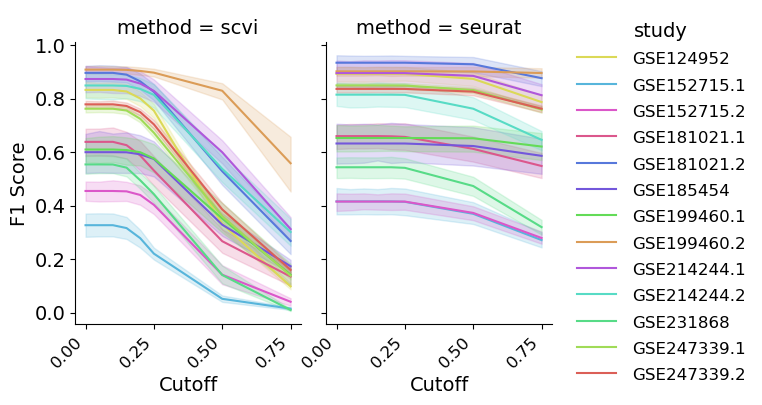 method = scvi
method = seurat
study
F1 Score
1.0
0.8
0.6
0.4
0.2
0.0
0.00
0.25
0.50
0.75
0.00
0.25
0.50
0.75
Cutoff
Cutoff
GSE124952
GSE152715.1
GSE152715.2
GSE181021.1
GSE181021.2
GSE185454
GSE199460.1
GSE199460.2
GSE214244.1
GSE214244.2
GSE231868
GSE247339.1
GSE247339.2